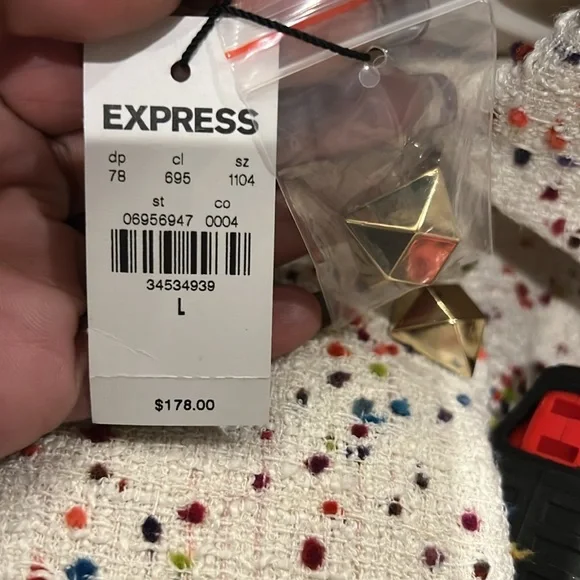 EXPRESS
dp cl sz
78 695 1104
st co
06956947 0004
34534939
L
$178.00